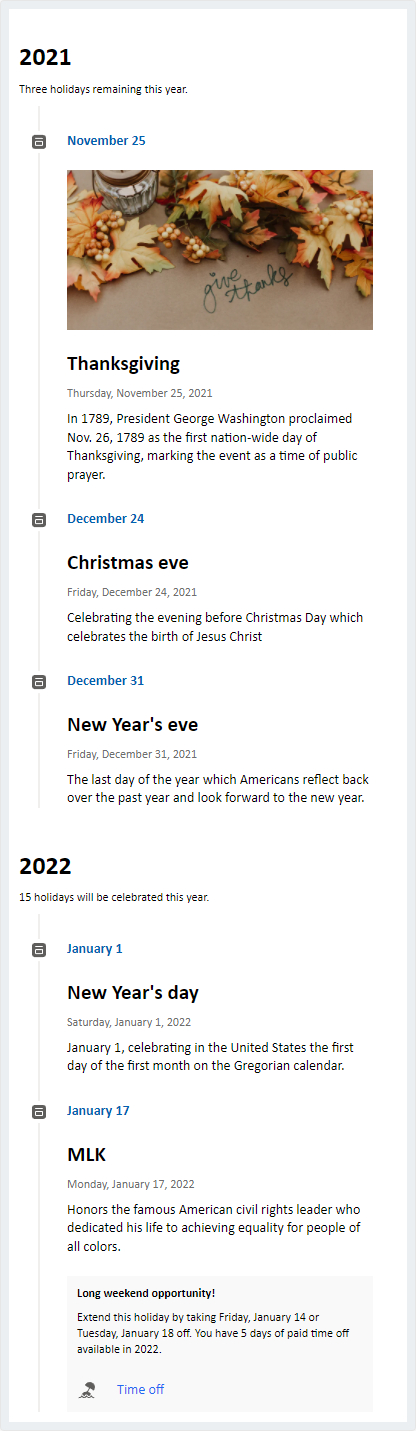 2021
Three holidays remaining this year.
November 25
give
thanks
Thanksgiving
Thursday, November 25, 2021
In 1789, President George Washington proclaimed
Nov. 26, 1789 as the first nation-wide day of
Thanksgiving, marking the event as a time of public
prayer.
December 24
Christmas eve
Friday, December 24, 2021
Celebrating the evening before Christmas Day which
celebrates the birth of Jesus Christ
December 31
New Year's eve
Friday, December 31, 2021
The last day of the year which Americans reflect back
over the past year and look forward to the new year.
2022
15 holidays will be celebrated this year.
January 1
New Year's day
Saturday, January 1, 2022
January 1, celebrating in the United States the first
day of the first month on the Gregorian calendar.
January 17
MLK
Monday, January 17, 2022
Honors the famous American civil rights leader who
dedicated his life to achieving equality for people of
all colors.
Long weekend opportunity!
Extend this holiday by taking Friday, January 14 or
Tuesday, January 18 off. You have 5 days of paid time off
available in 2022.
Time off